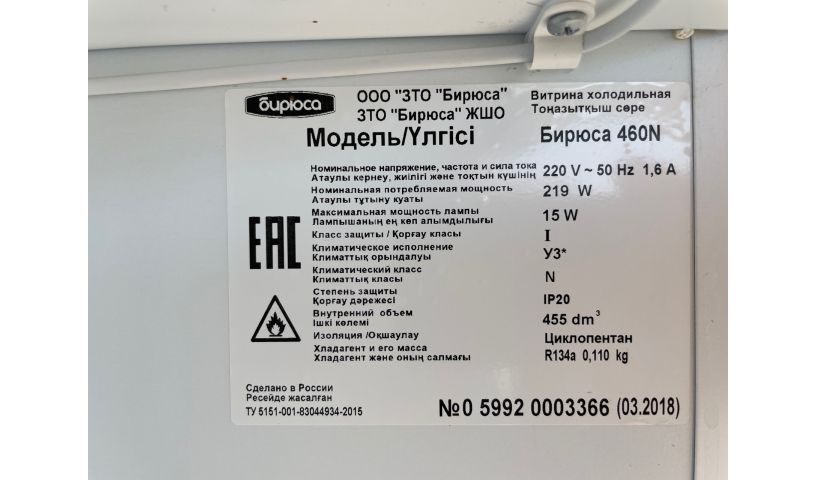 бирюса
ООО "ЗТО "Бирюса"
ЗТО "Бирюса" ЖШО
Витрина холодильная
Тоңазытқыш сөре
Модель/Үлгісі Бирюса 460N
Номинальное напряжение, частота и сила тока
Атаулы кернеу, жиілігі және тоқтын күшінің
220 V ~ 50 Hz 1,6 A
Номинальная потребляемая мощность
Атаулы тұтыну қуаты
219 W
Максимальная мощность лампы
Лампышаның ең көп алымдылығы
15 W
Класс защиты / Қорғау класы
I
Климатическое исполнение
Климаттық орындалуы
У3*
Климатический класс
Климаттық класы
N
Степень защиты
Қорғау дәрежесі
IP20
Внутренний объем
Ішкі көлемі
455 dm³
Изоляция /Оқшаулау
Циклопентан
Хладагент и его масса
Хладагент және оның салмағы
R134a 0,110 kg
EAC
Сделано в России
Ресейде жасалған
ТУ 5151-001-83044934-2015
№0 5992 0003366 (03.2018)